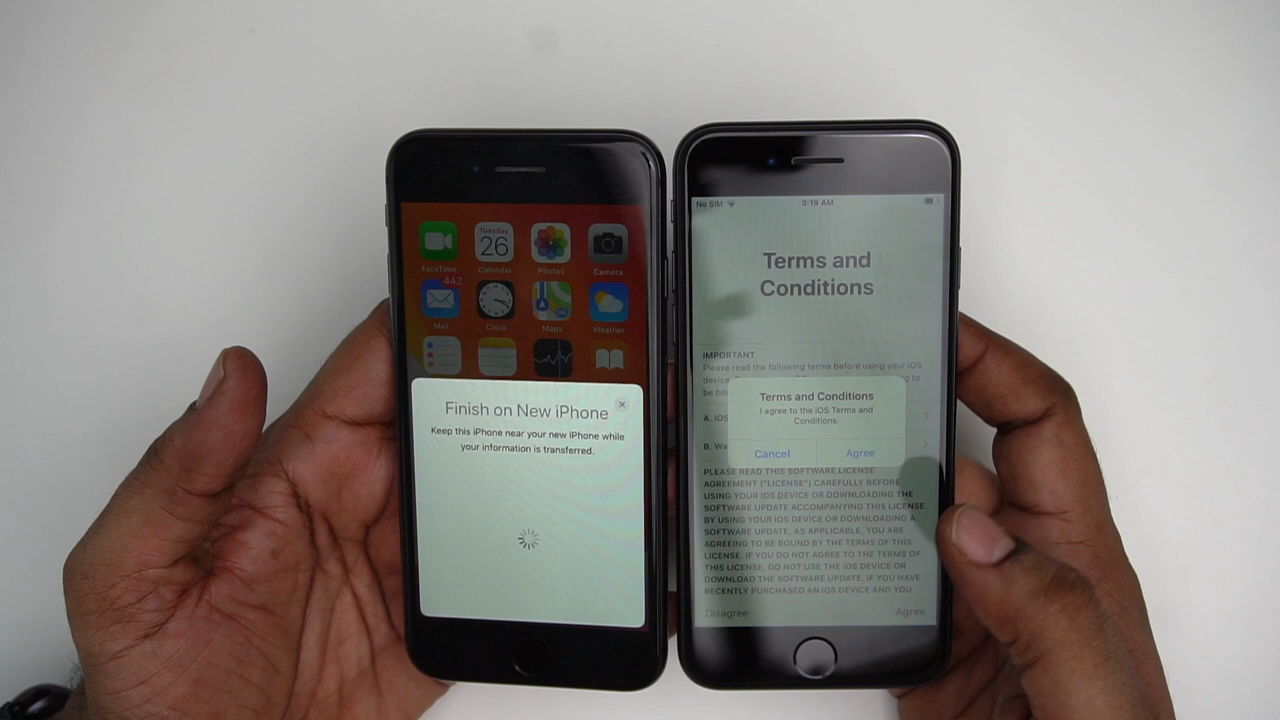 Tuesday
26
FaceTime
Calendar
Photos
Camera
442
Mail
Clock
Maps
Weather
Finish on New iPhone
Keep this iPhone near your new iPhone while
your information is transferred.
No SIM
3:19 AM
Terms and
Conditions
IMPORTANT
Please read the following terms before using your iOS
device.
to
be
A. iOS
B. Wa
Terms and Conditions
I agree to the iOS Terms and
Conditions.
Cancel
Agree
PLEASE READ THIS SOFTWARE LICENSE
AGREEMENT ("LICENSE") CAREFULLY BEFORE
USING YOUR iOS DEVICE OR DOWNLOADING THE
SOFTWARE UPDATE ACCOMPANYING THIS LICENSE.
BY USING YOUR iOS DEVICE OR DOWNLOADING A
SOFTWARE UPDATE, AS APPLICABLE, YOU ARE
AGREEING TO BE BOUND BY THE TERMS OF THIS
LICENSE. IF YOU DO NOT AGREE TO THE TERMS OF
THIS LICENSE, DO NOT USE THE iOS DEVICE OR
DOWNLOAD THE SOFTWARE UPDATE. IF YOU HAVE
RECENTLY PURCHASED AN iOS DEVICE AND YOU
Disagree
Agree